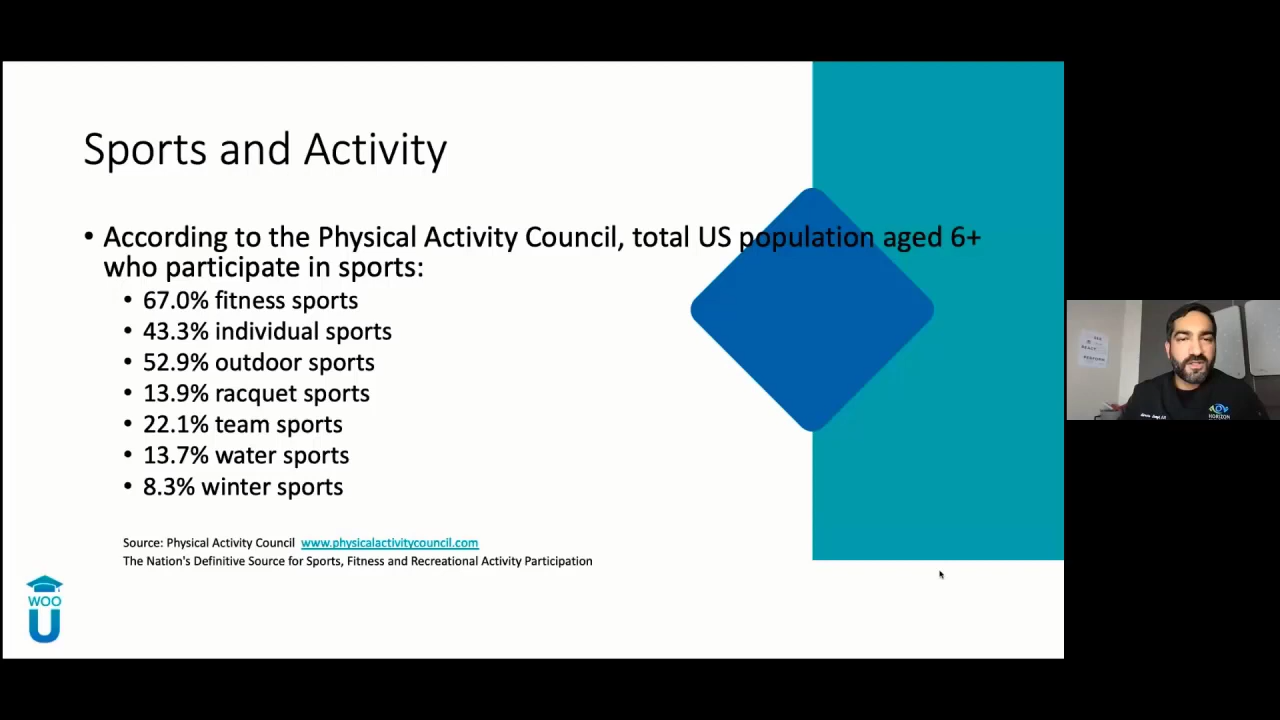 Sports and Activity
• According to the Physical Activity Council, total US population aged 6+
who participate in sports:
• 67.0% fitness sports
• 43.3% individual sports
• 52.9% outdoor sports
• 13.9% racquet sports
• 22.1% team sports
• 13.7% water sports
• 8.3% winter sports
Source: Physical Activity Council www.physicalactivitycouncil.com
The Nation's Definitive Source for Sports, Fitness and Recreational Activity Participation
WOO
U
HORIZON